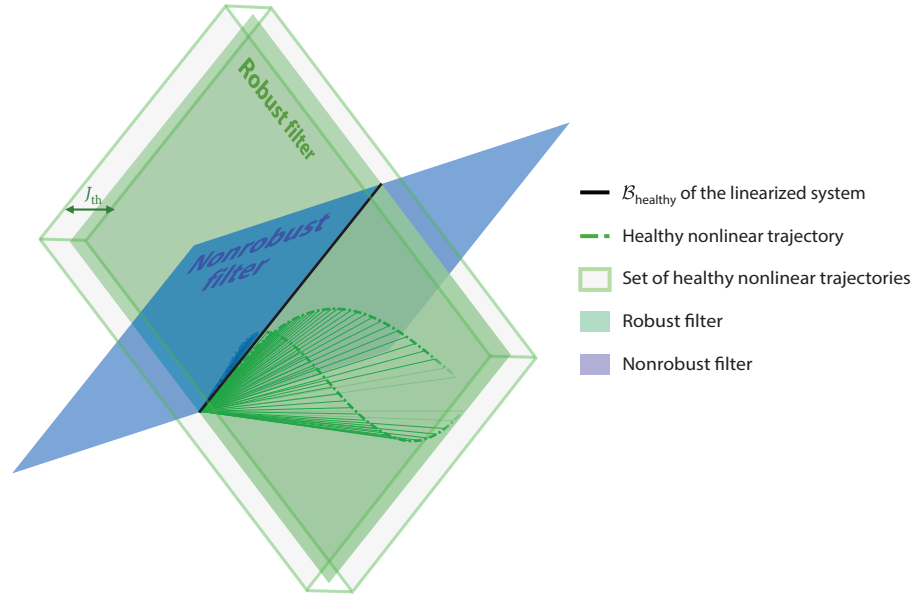 Robust filter
J_th
Nonrobust
filter
ℬ_healthy of the linearized system
Healthy nonlinear trajectory
Set of healthy nonlinear trajectories
Robust filter
Nonrobust filter